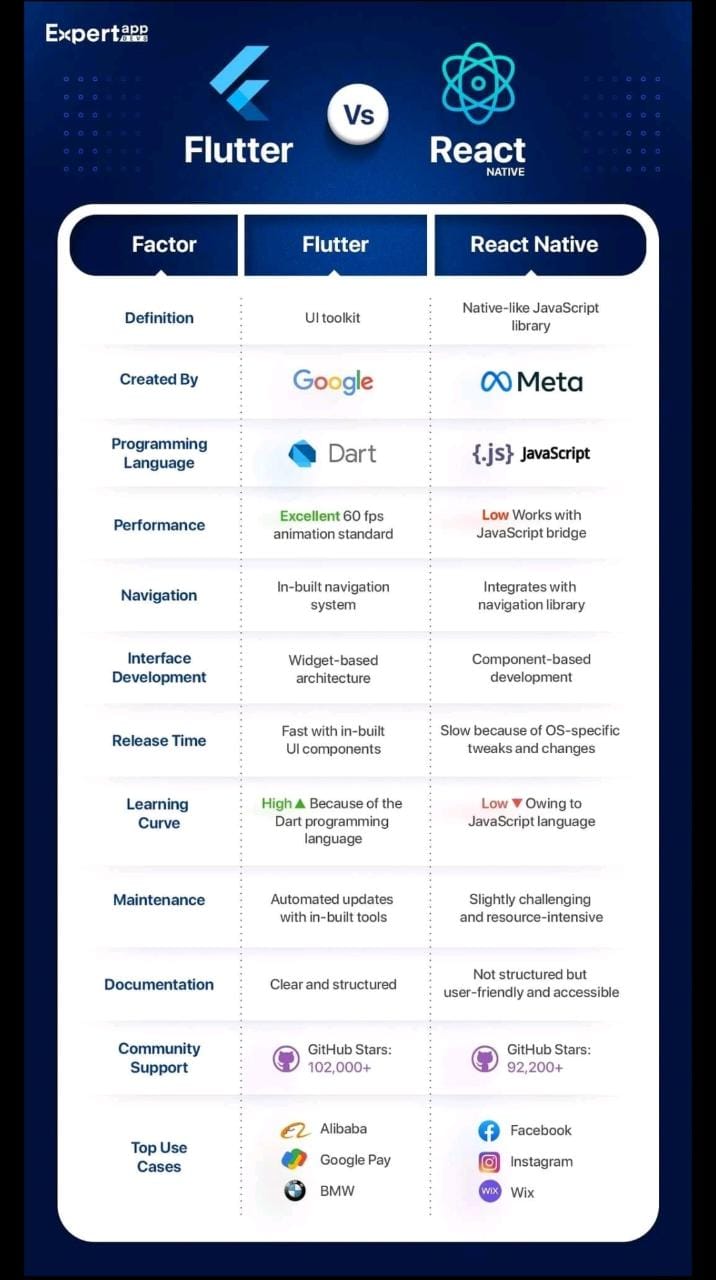 Expert app DEVS
Flutter
Vs
React
NATIVE
Factor
Flutter
React Native
Definition
UI toolkit
Native-like JavaScript
library
Created By
Google
Meta
Programming
Language
Dart
{.js} JavaScript
Performance
Excellent 60 fps
animation standard
Low Works with
JavaScript bridge
Navigation
In-built navigation
system
Integrates with
navigation library
Interface
Development
Widget-based
architecture
Component-based
development
Release Time
Fast with in-built
UI components
Slow because of OS-specific
tweaks and changes
Learning
Curve
High ▲ Because of the
Dart programming
language
Low ▼ Owing to
JavaScript language
Maintenance
Automated updates
with in-built tools
Slightly challenging
and resource-intensive
Documentation
Clear and structured
Not structured but
user-friendly and accessible
Community
Support
GitHub Stars:
102,000+
GitHub Stars:
92,200+
Top Use
Cases
Alibaba
Google Pay
BMW
Facebook
Instagram
WiX Wix